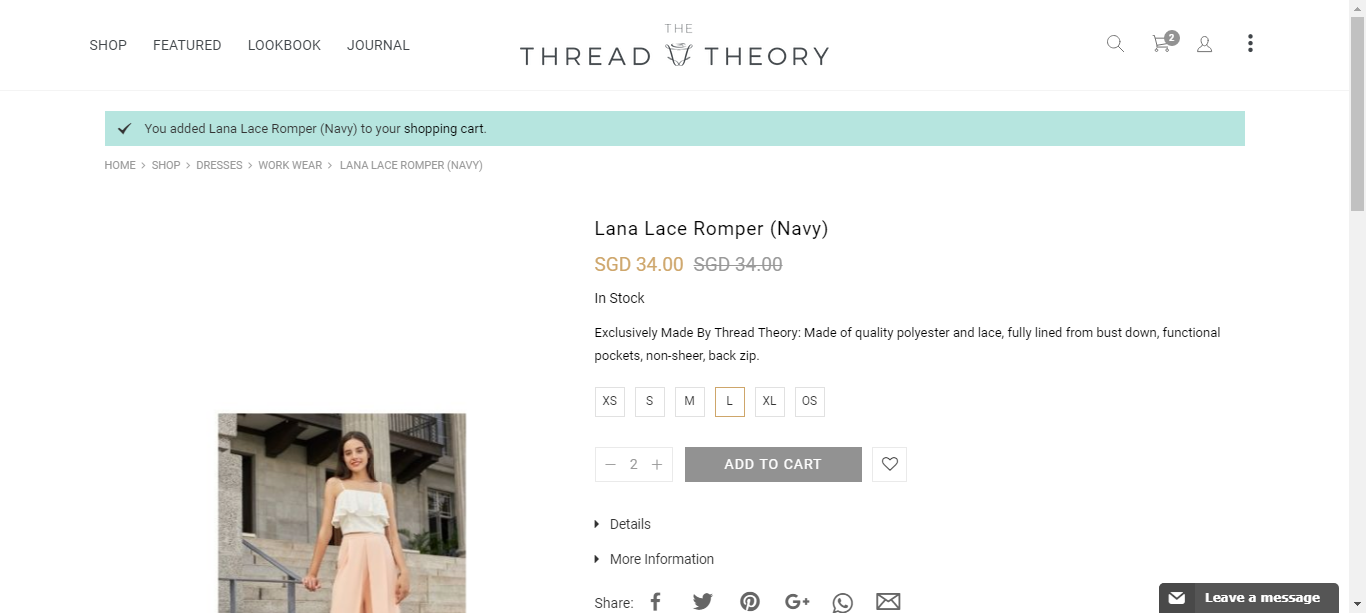 SHOP FEATURED LOOKBOOK JOURNAL
THE
THREAD THEORY
2
You added Lana Lace Romper (Navy) to your shopping cart.
HOME > SHOP > DRESSES > WORK WEAR > LANA LACE ROMPER (NAVY)
Lana Lace Romper (Navy)
SGD 34.00 SGD 34.00
In Stock
Exclusively Made By Thread Theory: Made of quality polyester and lace, fully lined from bust down, functional
pockets, non-sheer, back zip.
XS S M L XL OS
− 2 + ADD TO CART
Details
More Information
Share:
Leave a message